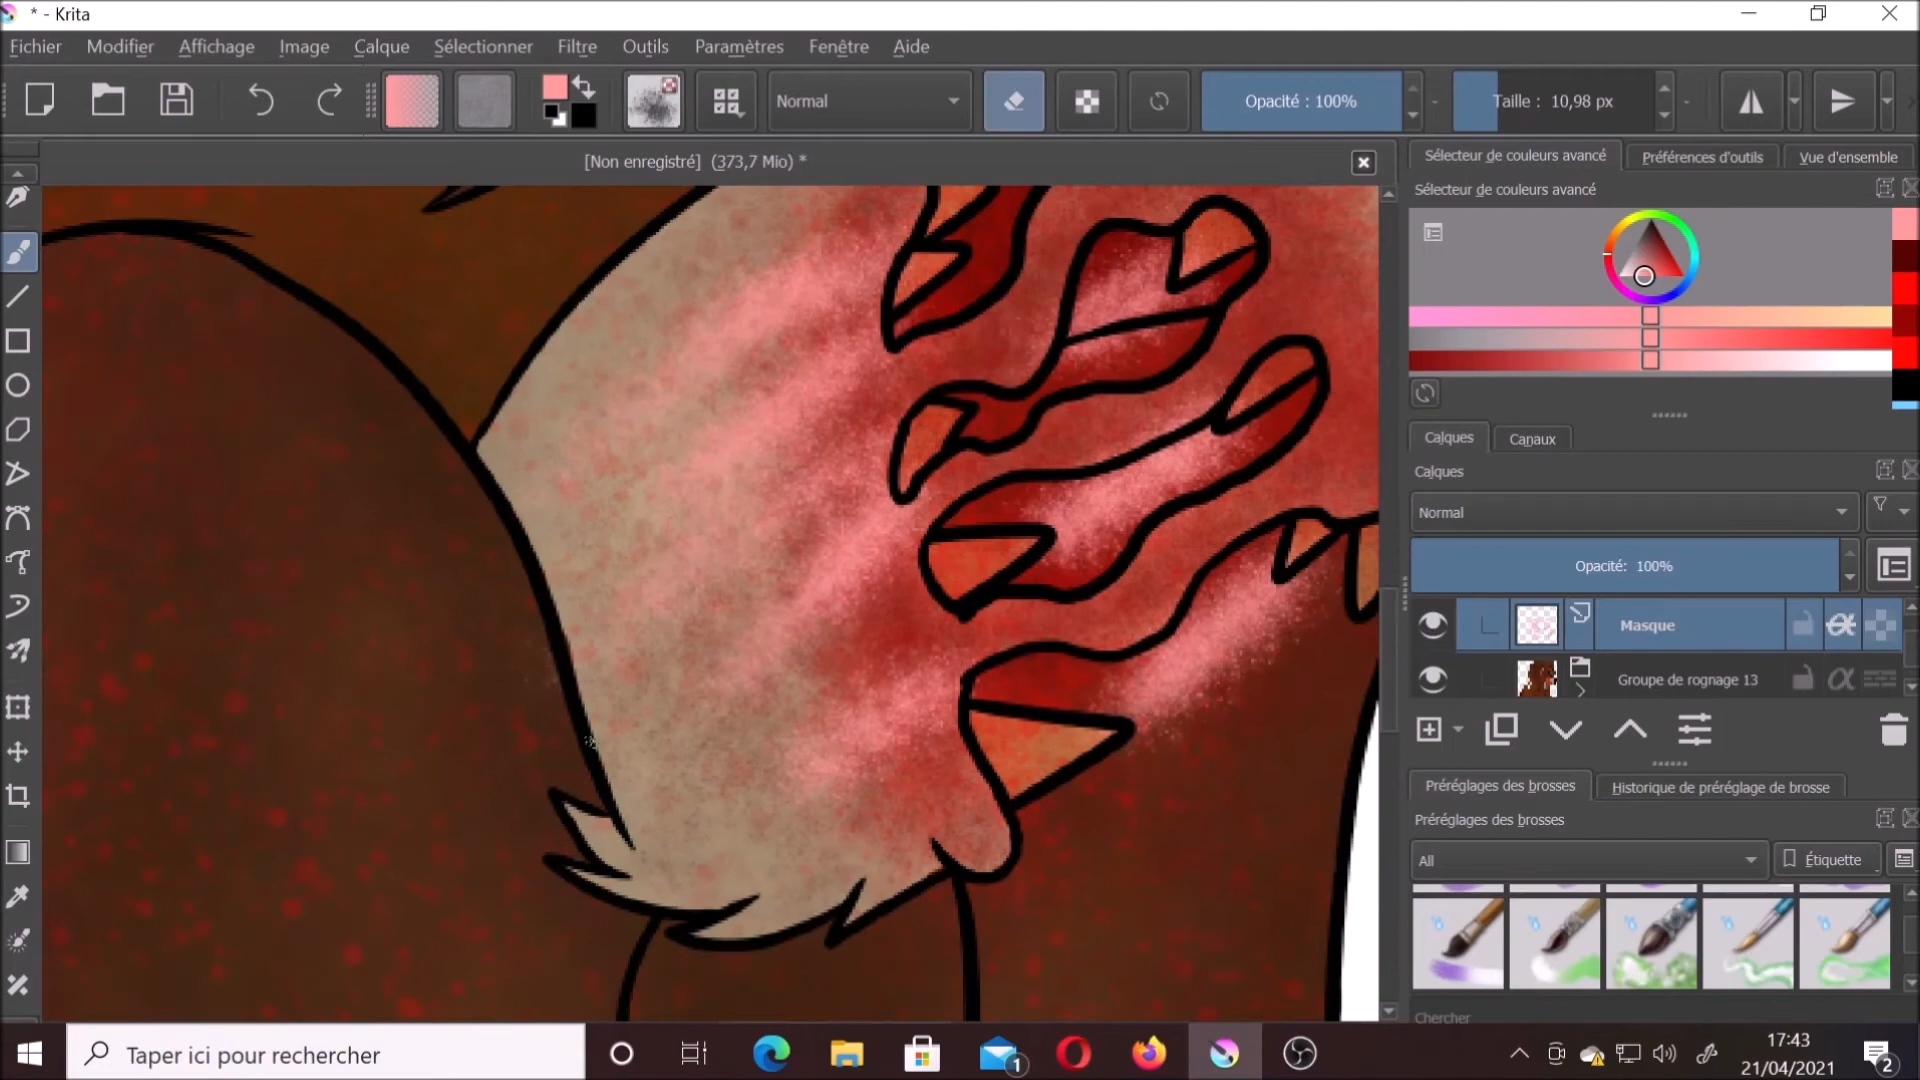 * - Krita
Fichier Modifier Affichage Image Calque Sélectionner Filtre Outils Paramètres Fenêtre Aide
Normal Opacité : 100% Taille : 10,98 px
[Non enregistré] (373,7 Mio) *
Sélecteur de couleurs avancé Préférences d'outils Vue d'ensemble
Sélecteur de couleurs avancé
Calques Canaux
Calques
Normal
Opacité: 100%
Masque
Groupe de rognage 13
Préréglages des brosses Historique de préréglage de brosse
Préréglages des brosses
All Étiquette
Chercher
Taper ici pour rechercher
1
17:43
21/04/2021
2